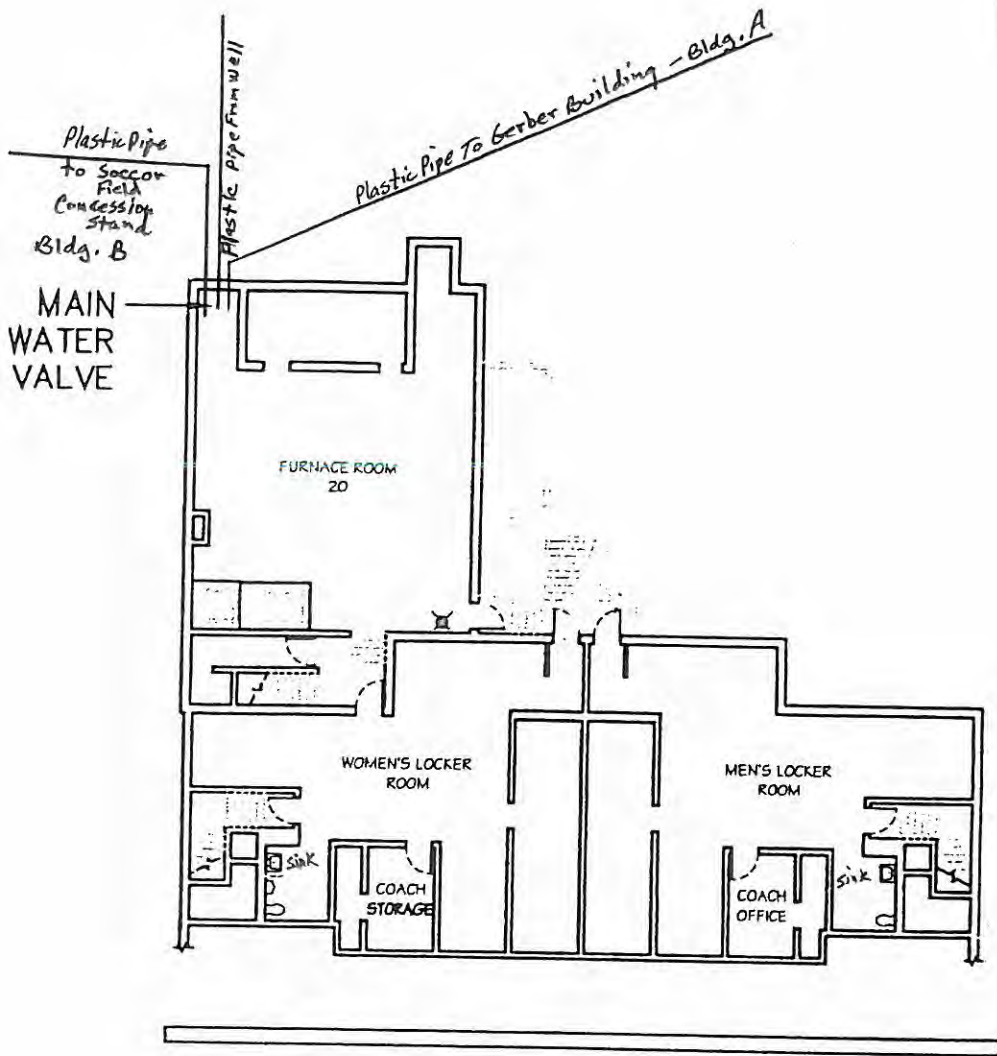 Plastic Pipe From Well
Plastic Pipe To Gerber Building - Bldg. A
Plastic Pipe
to Soccor
Field
Concession
Stand
Bldg. B
MAIN
WATER
VALVE
FURNACE ROOM
20
WOMEN'S LOCKER
ROOM
MEN'S LOCKER
ROOM
Sink
COACH
STORAGE
COACH
OFFICE
Sink